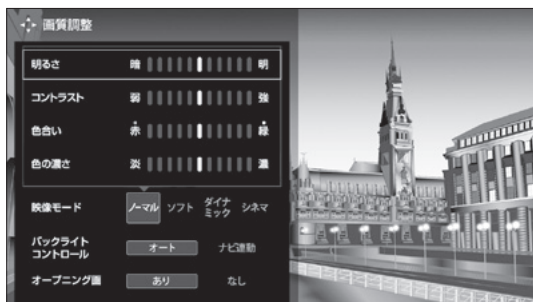 画質調整
明るさ 暗 明
コントラスト 弱 強
色合い 赤 緑
色の濃さ 淡 濃
映像モード ノーマル ソフト ダイナミック シネマ
バックライトコントロール オート ナビ連動
オープニング画 あり なし